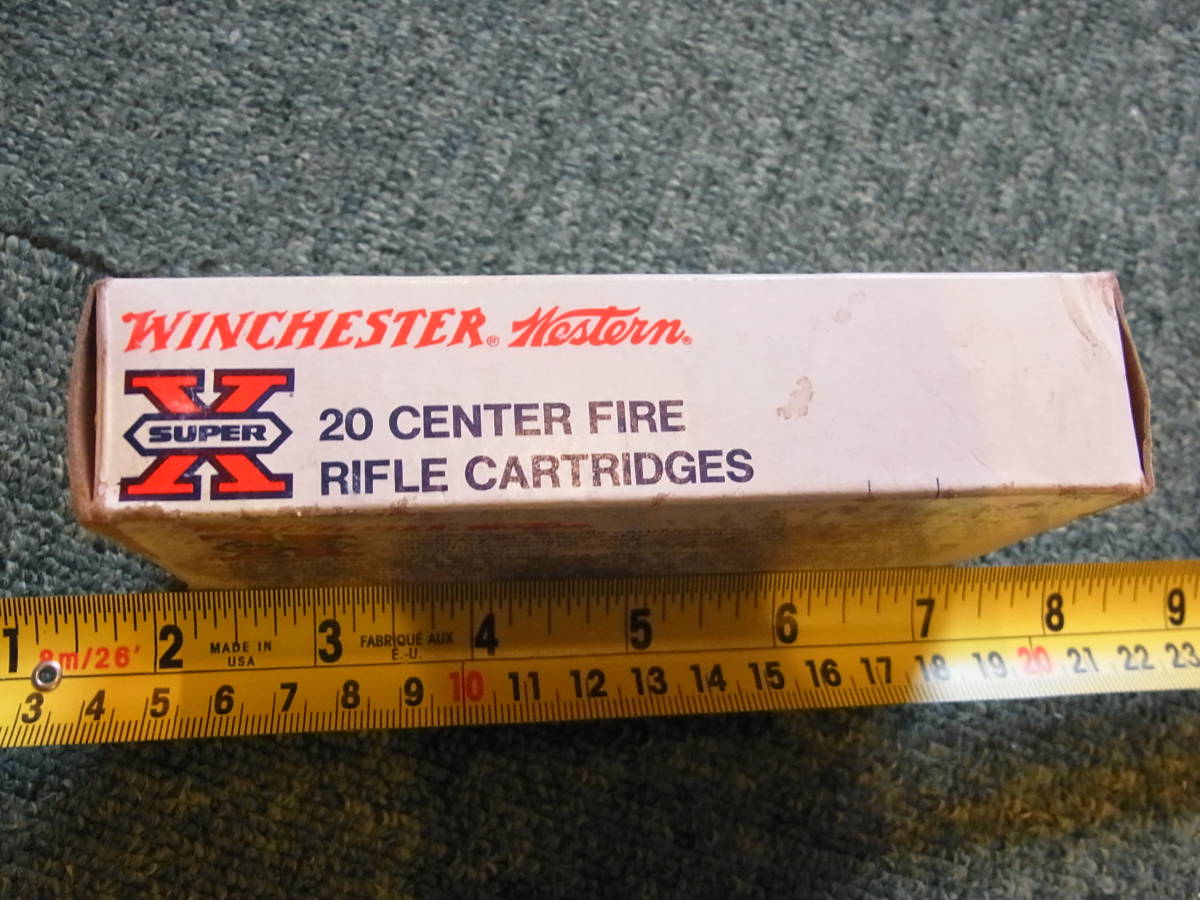 WINCHESTER® Western®
X
SUPER
20 CENTER FIRE
RIFLE CARTRIDGES
1 8m/26' 2 MADE IN USA 3 FABRIQUÉ AUX É.-U. 4 5 6 7 8 9
3 4 5 6 7 8 9 10 11 12 13 14 15 16 17 18 19 20 21 22 23